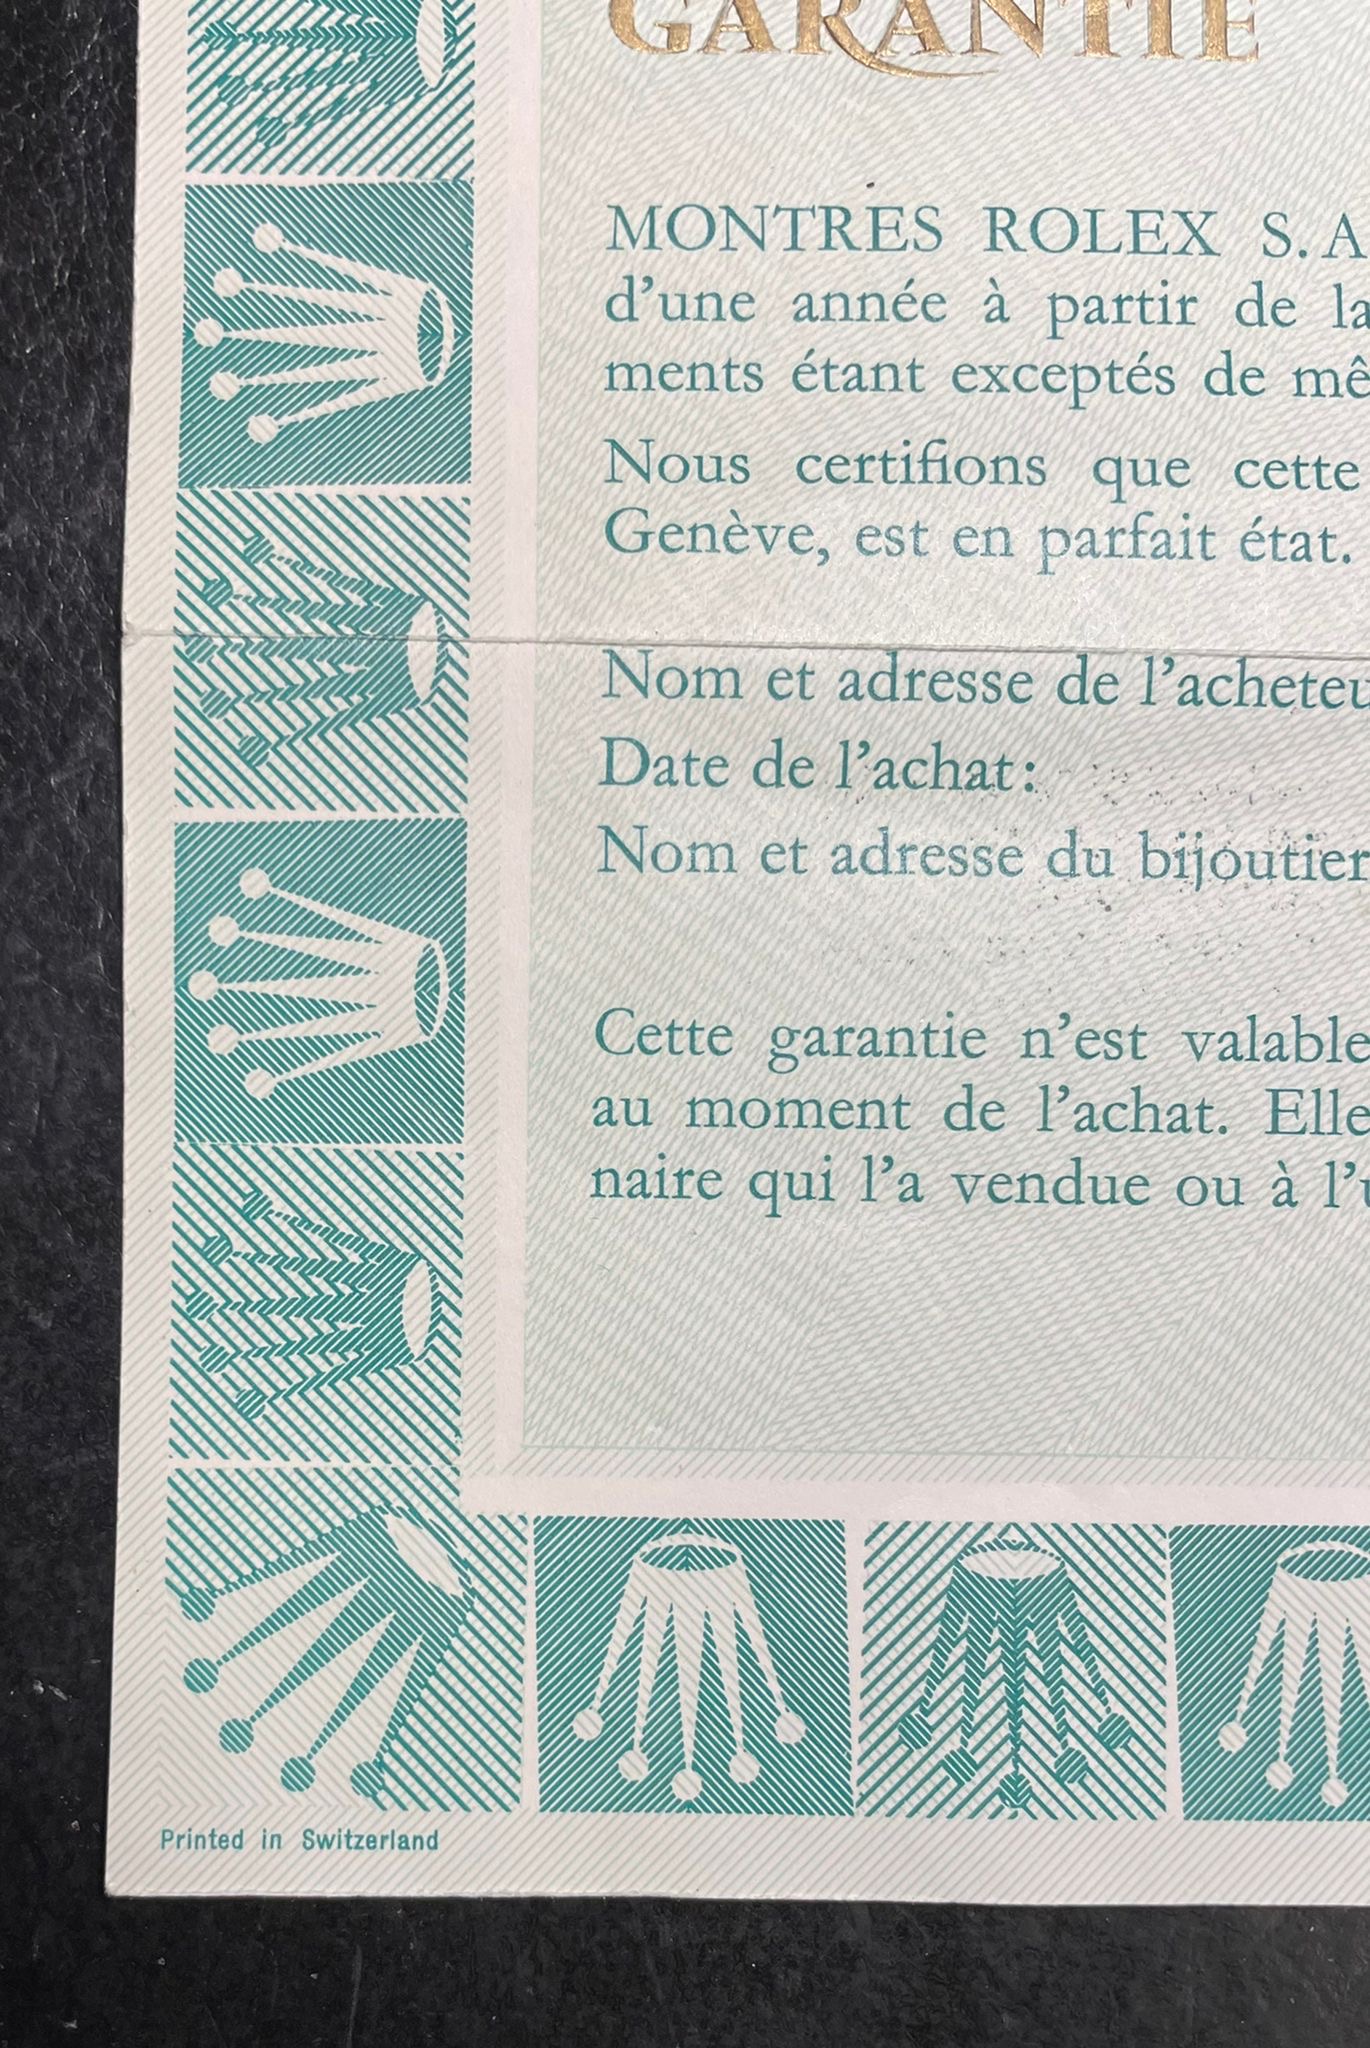 GARANTIE
MONTRES ROLEX S.A
d’une année à partir de la
ments étant exceptés de mê
Nous certifions que cette
Genève, est en parfait état.
Nom et adresse de l’acheteu
Date de l’achat:
Nom et adresse du bijoutier
Cette garantie n’est valable
au moment de l’achat. Elle
naire qui l’a vendue ou à l’u
Printed in Switzerland